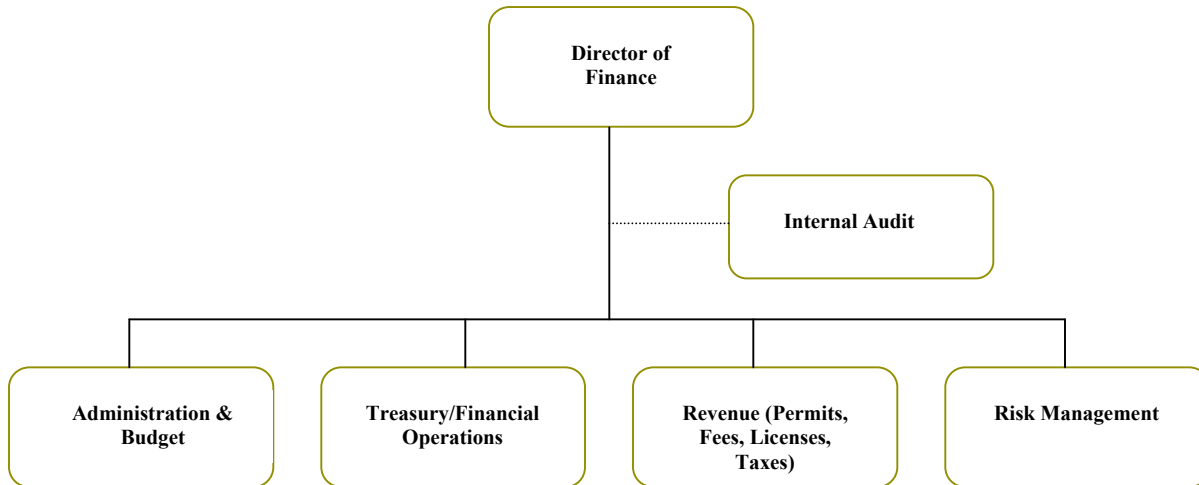 Director of
Finance
Internal Audit
Administration &
Budget
Treasury/Financial
Operations
Revenue (Permits,
Fees, Licenses,
Taxes)
Risk Management